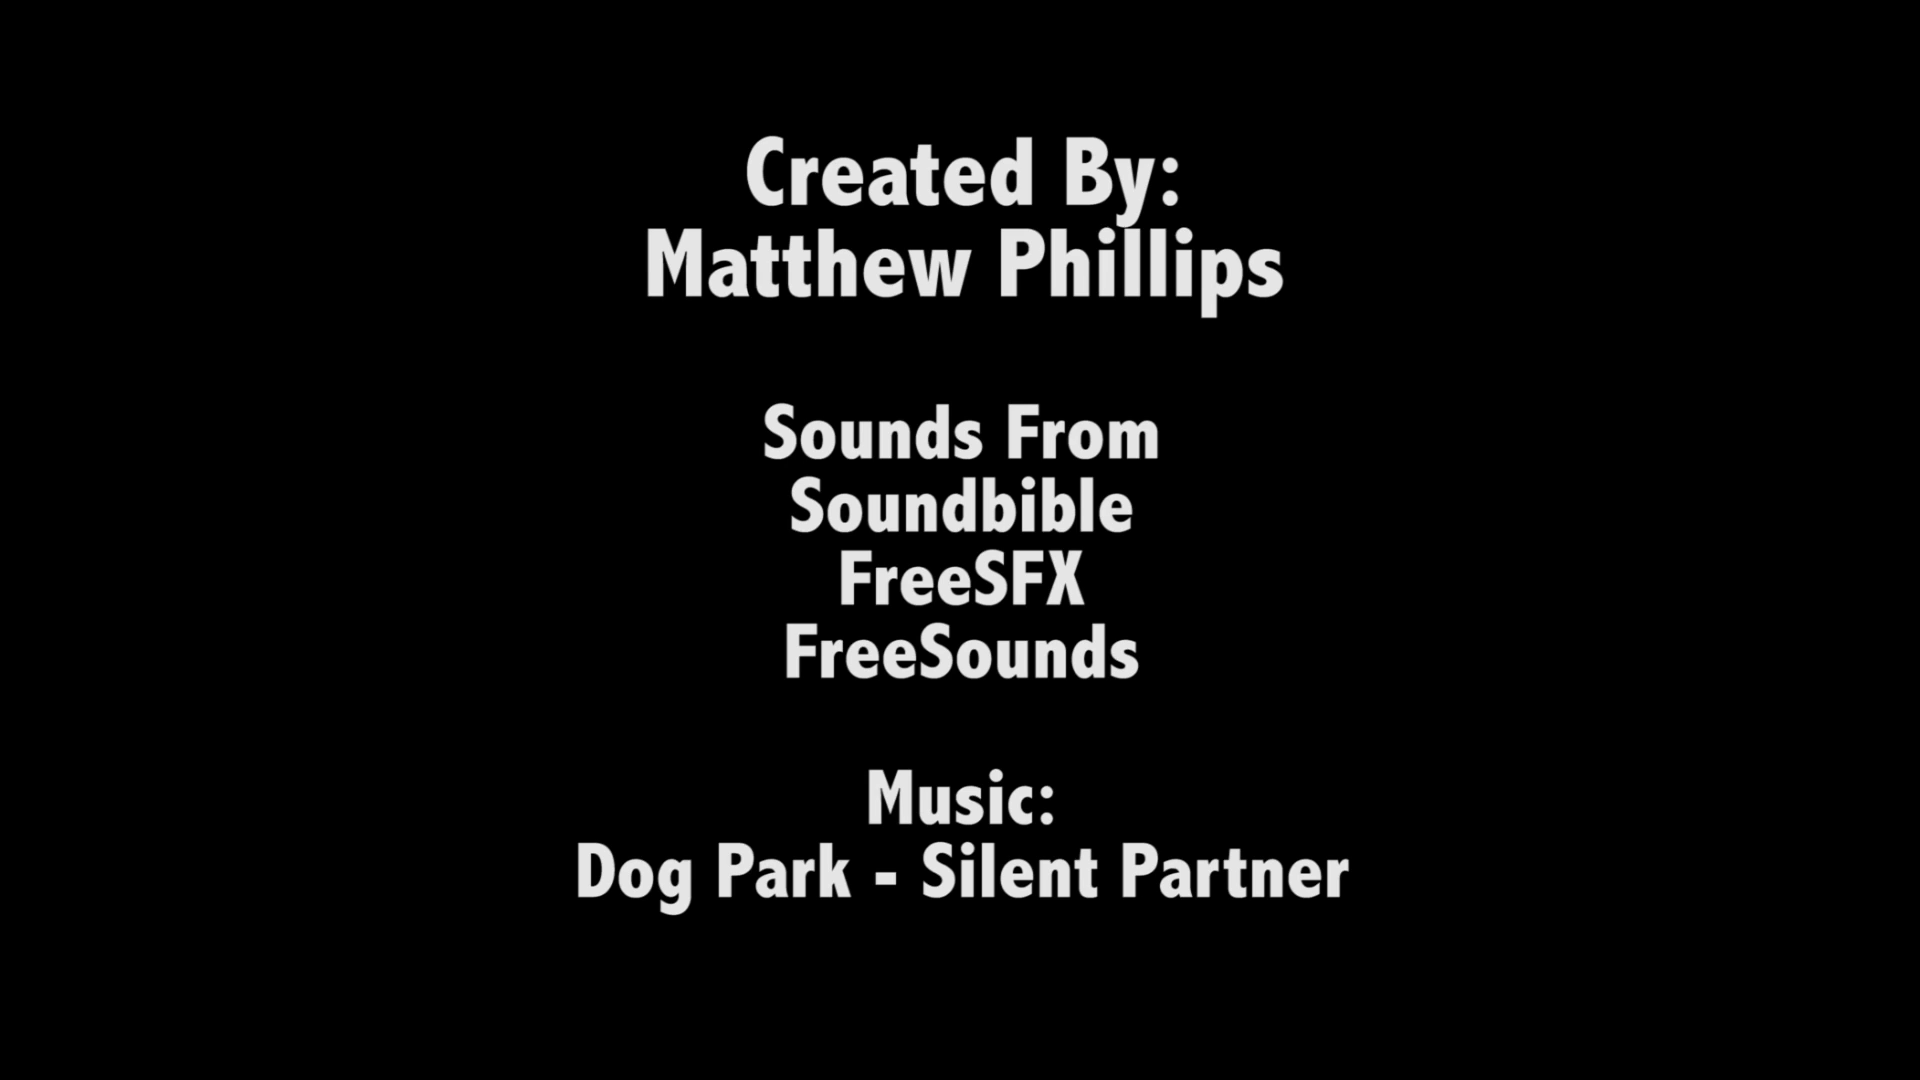 Created By:
Matthew Phillips
Sounds From
Soundbible
FreeSFX
FreeSounds
Music:
Dog Park - Silent Partner